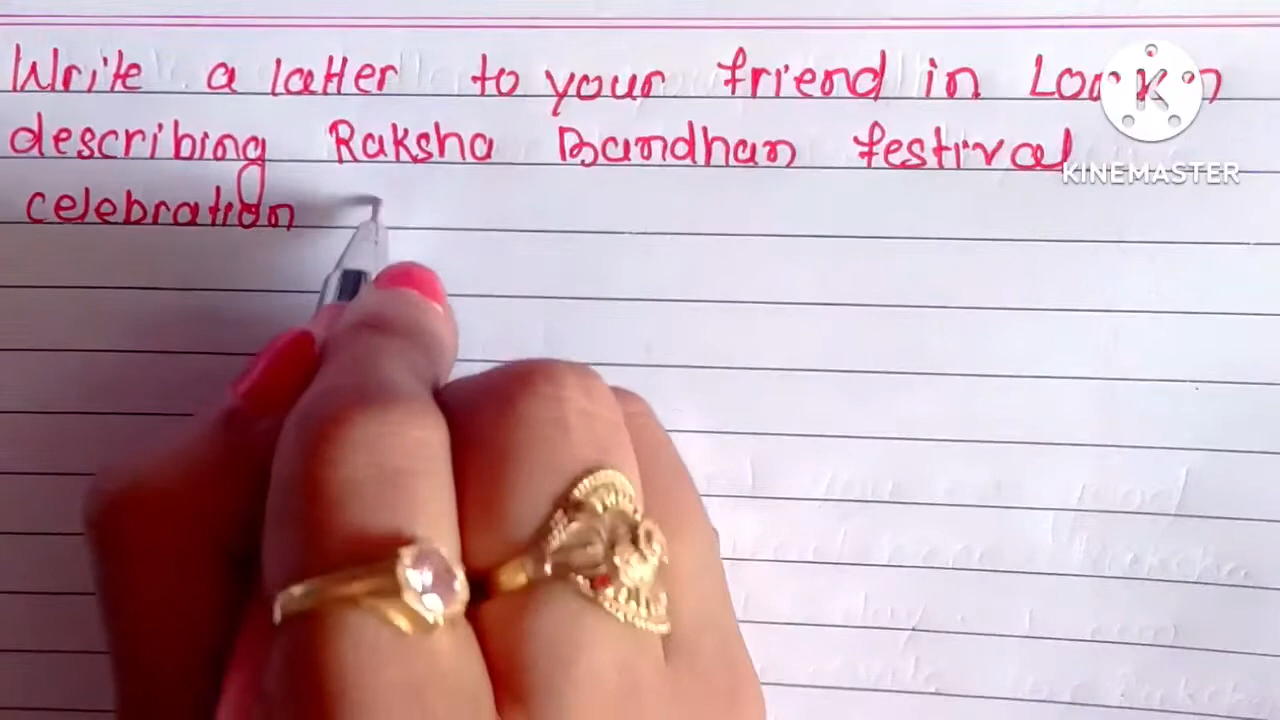 Write a latter to your friend in
describing Raksha Bandhan festival
celebration
K
KINEMASTER